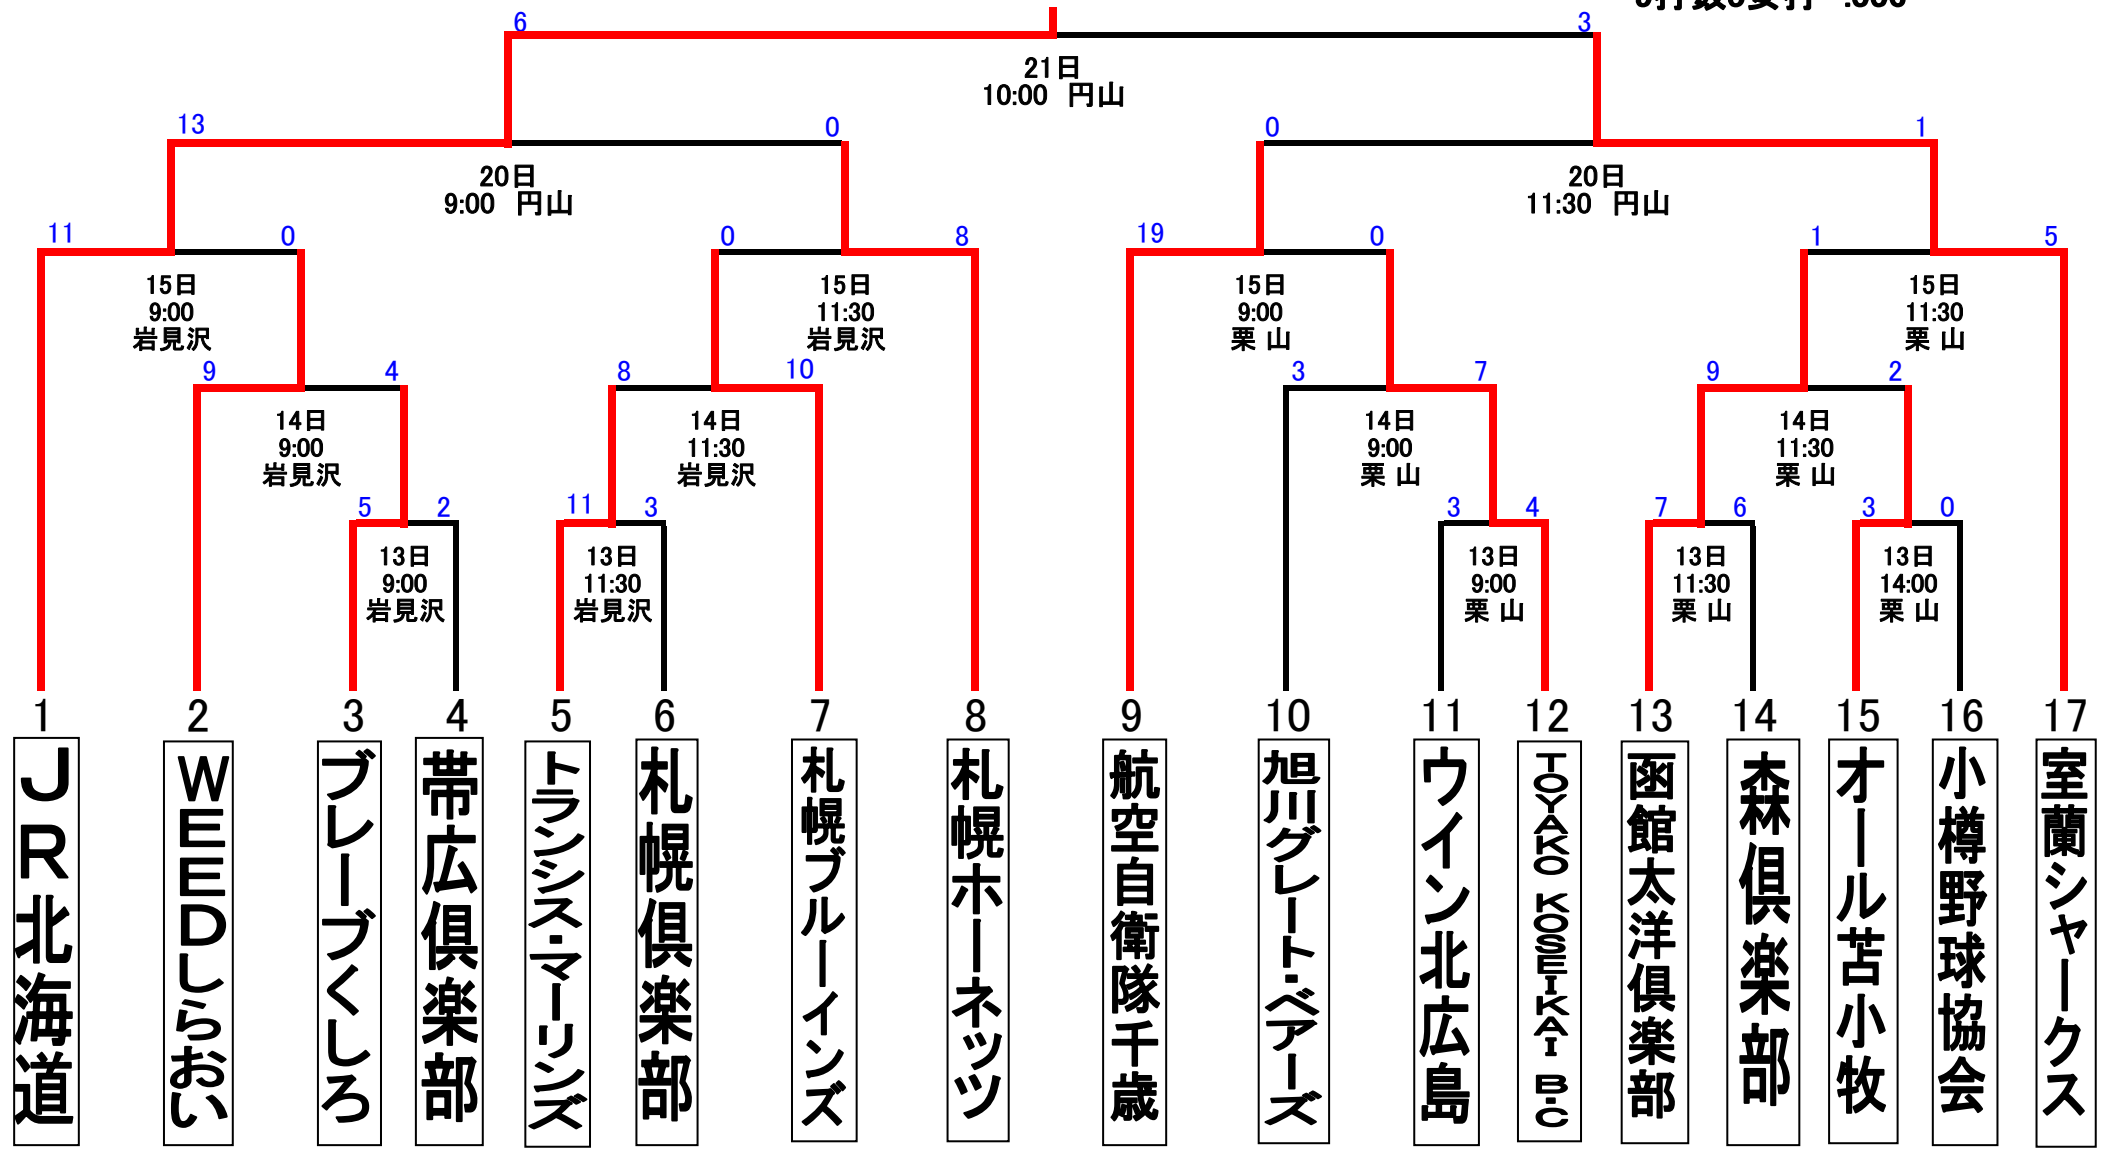 6 3
21日
10:00 円山
13 0 0 1
20日
9:00 円山
20日
11:30 円山
11 0 0 8 19 0 1 5
15日
9:00
岩見沢
15日
11:30
岩見沢
15日
9:00
栗 山
15日
11:30
栗 山
9 4 8 10 3 7 9 2
14日
9:00
岩見沢
14日
11:30
岩見沢
14日
9:00
栗 山
14日
11:30
栗 山
5 2 11 3 3 4 7 6 3 0
13日
9:00
岩見沢
13日
11:30
岩見沢
13日
9:00
栗 山
13日
11:30
栗 山
13日
14:00
栗 山
1 2 3 4 5 6 7 8 9 10 11 12 13 14 15 16 17
JR北海道
WEEDしらおい
ブレーブくしろ
帯広倶楽部
トランシス・マーリンズ
札幌倶楽部
札幌ブルーインズ
札幌ホーネッツ
航空自衛隊千歳
旭川グレート・ベアーズ
ウイン北広島
TOYAKO KOSEIKAI B・C
函館太洋倶楽部
森倶楽部
オール苫小牧
小樽野球協会
室蘭シャークス